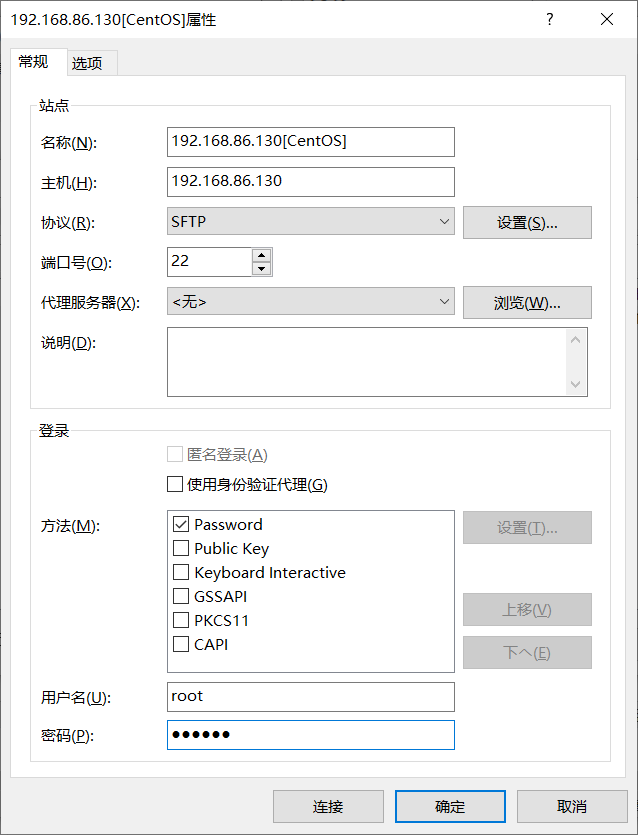 192.168.86.130[CentOS]属性 ?
常规 选项
站点
名称(N): 192.168.86.130[CentOS]
主机(H): 192.168.86.130
协议(R): SFTP 设置(S)...
端口号(O): 22
代理服务器(X): <无> 浏览(W)...
说明(D):
登录
匿名登录(A)
使用身份验证代理(G)
方法(M): Password 设置(T)...
Public Key
Keyboard Interactive
GSSAPI 上移(V)
PKCS11
CAPI 下へ(E)
用户名(U): root
密码(P): ●●●●●●
连接 确定 取消